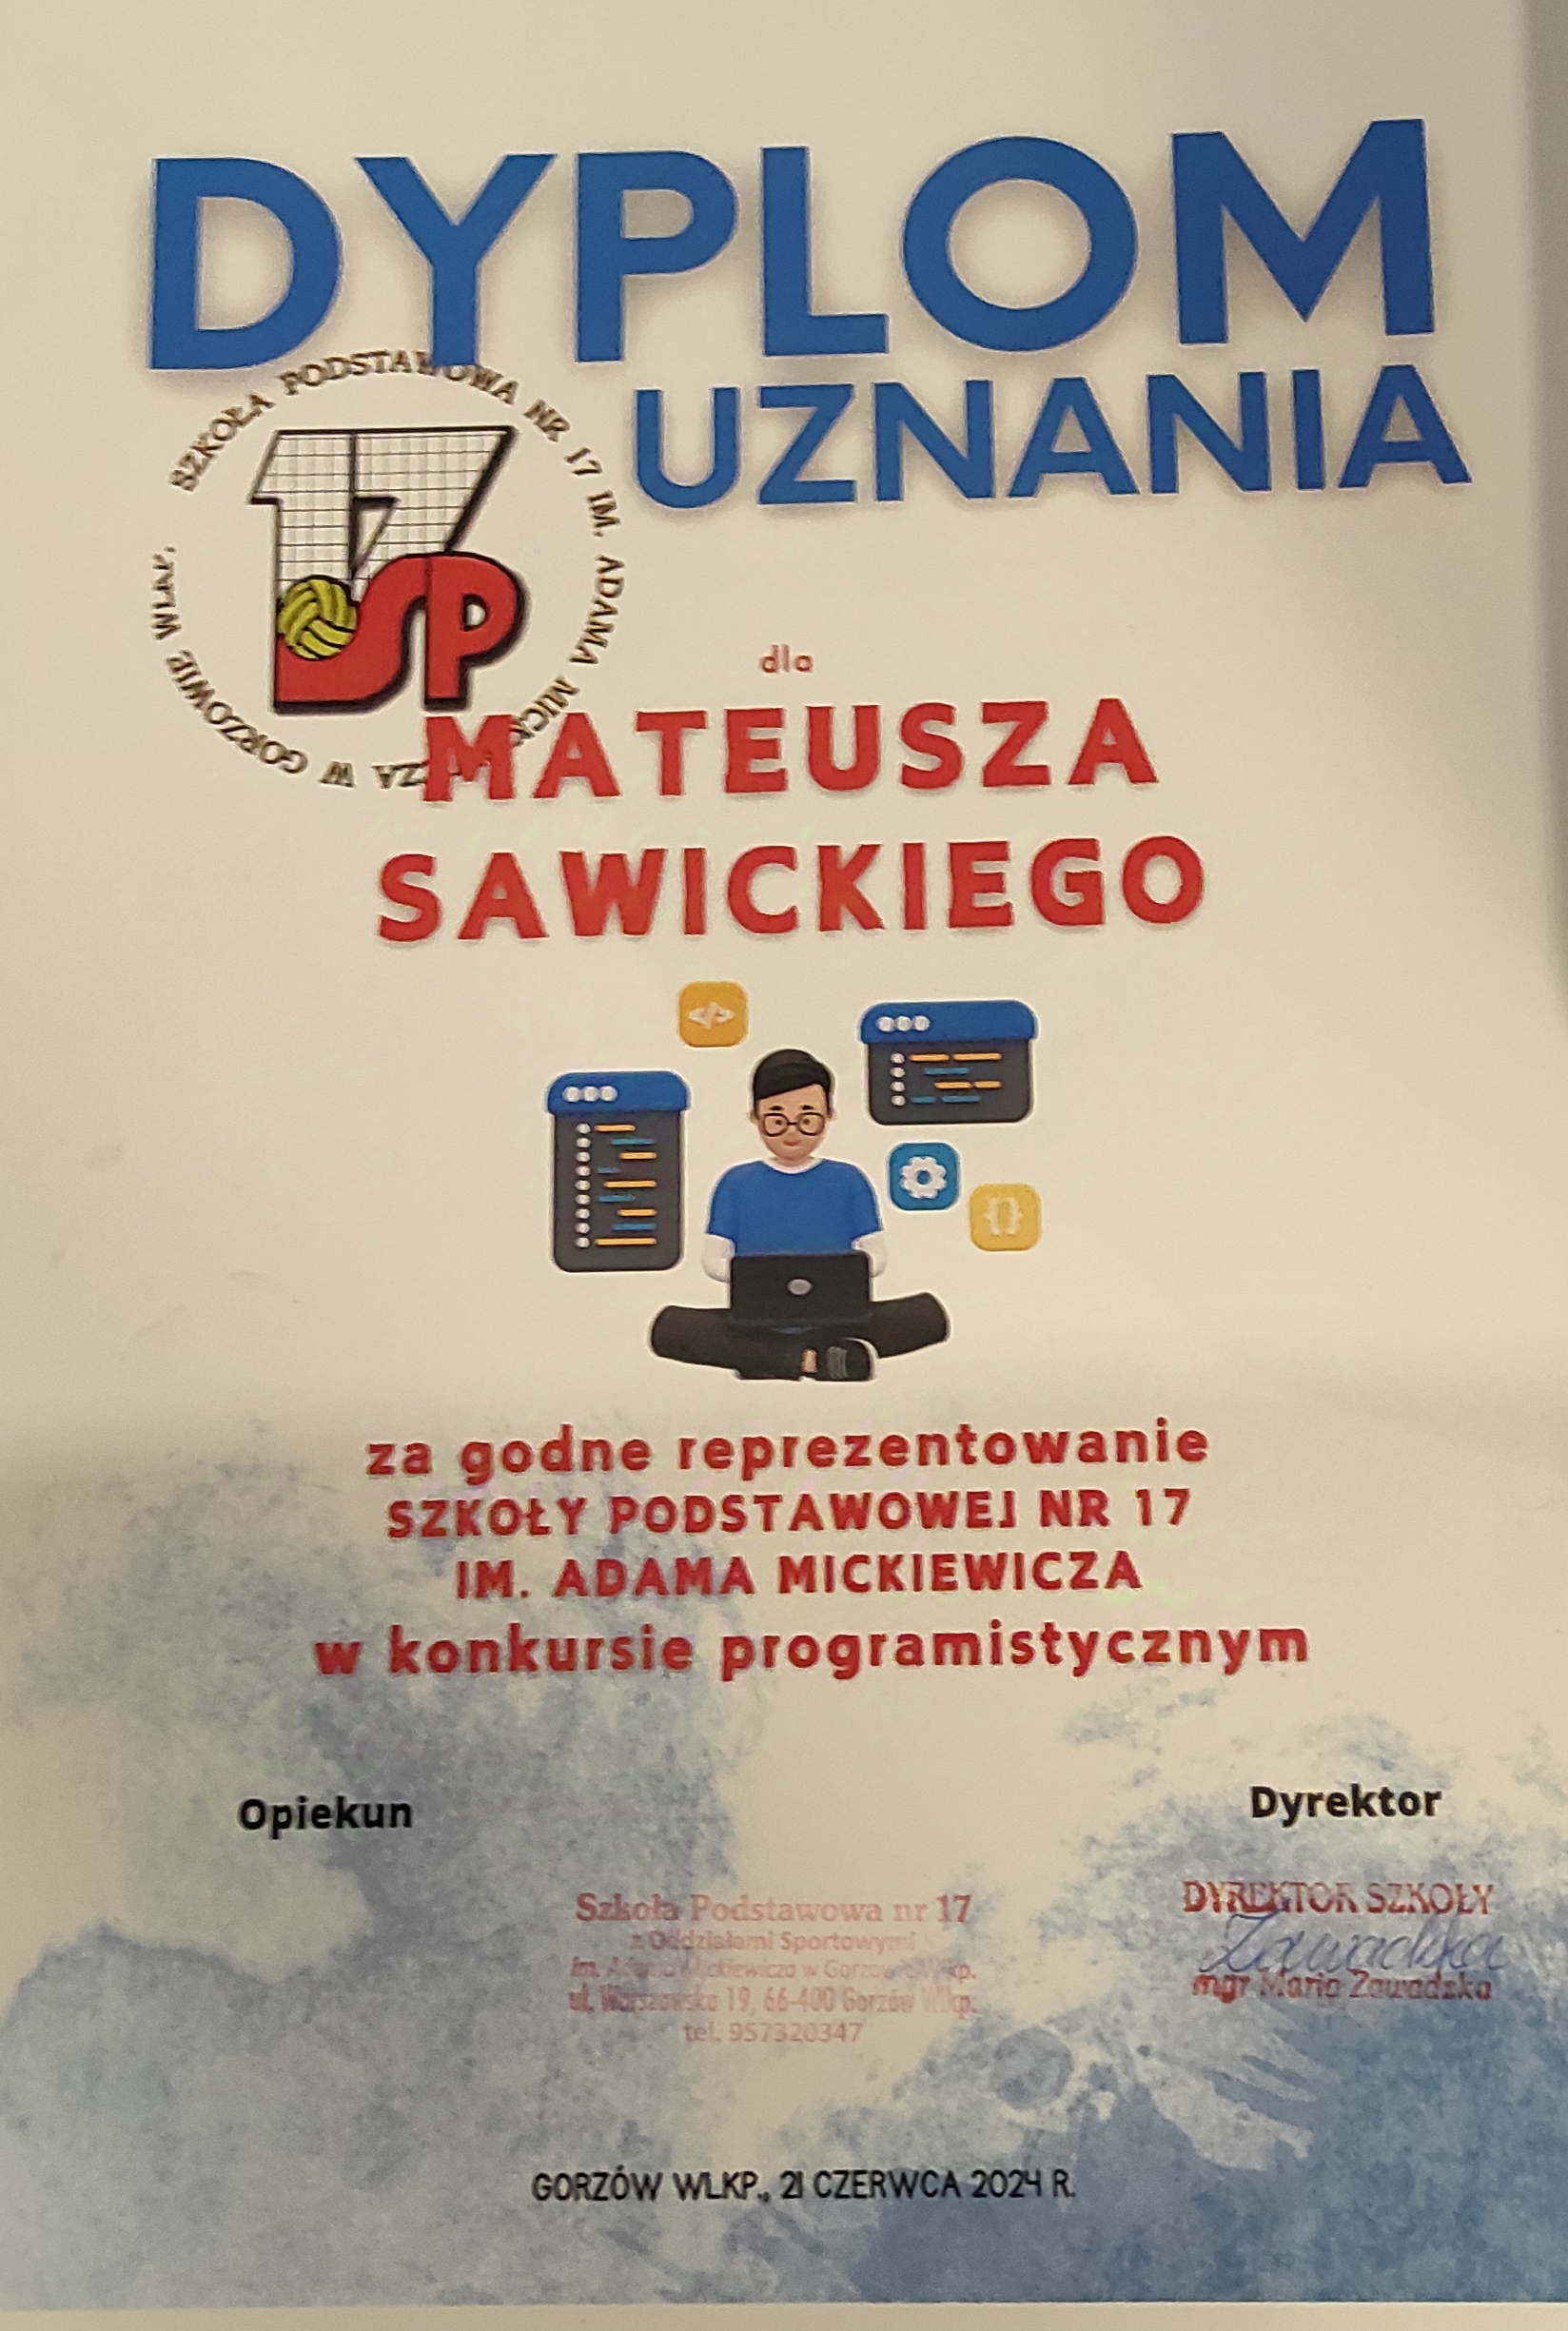 DYPLOM
UZNANIA
SZKOŁA PODSTAWOWA NR 17 IM. ADAMA MICK ZA W GORZOWIE WLKP.
17
SP
dla
MATEUSZA
SAWICKIEGO
</>
{}
za godne reprezentowanie
SZKOŁY PODSTAWOWEJ NR 17
IM. ADAMA MICKIEWICZA
w konkursie programistycznym
Opiekun
Dyrektor
Szkoła Podstawowa nr 17
z Oddziałami Sportowymi
im. Adama Mickiewicza w Gorzowie Wlkp.
ul. Warszawska 19, 66-400 Gorzów Wlkp.
tel. 957320347
DYREKTOR SZKOŁY
Zawadzka
mgr Maria Zawadzka
GORZÓW WLKP., 21 CZERWCA 2024 R.